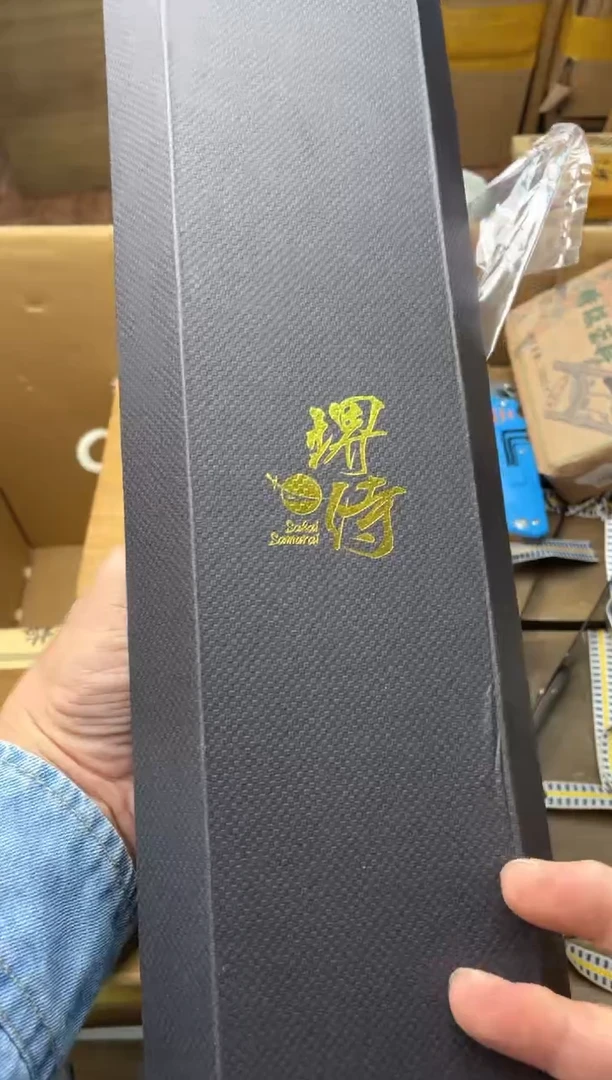 堺
侍
Sakai
Samurai